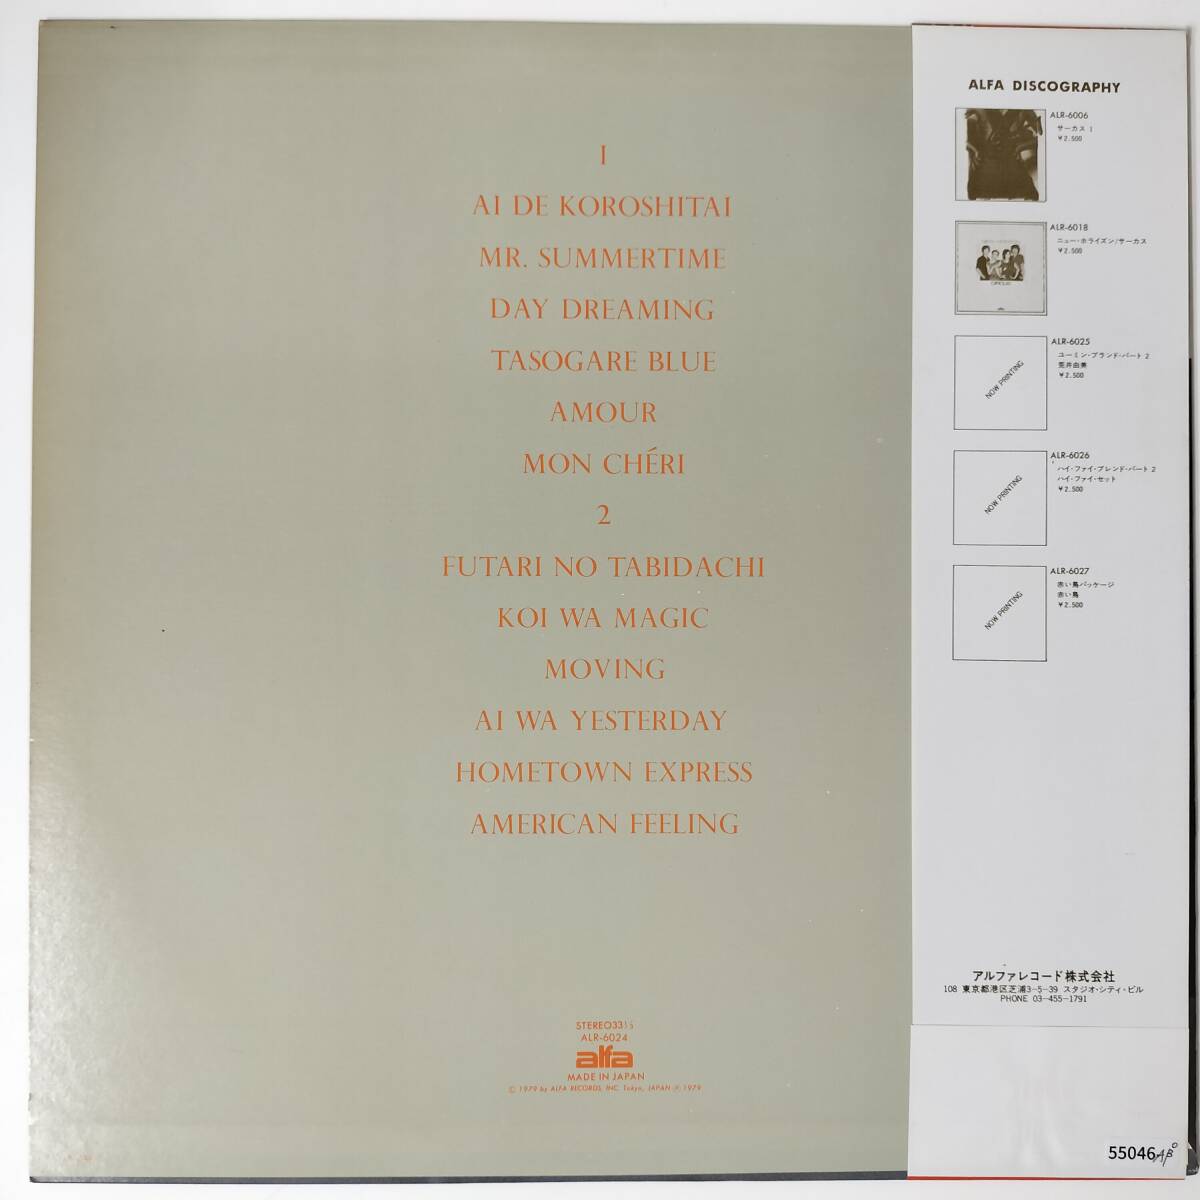 I
AI DE KOROSHITAI
MR. SUMMERTIME
DAY DREAMING
TASOGARE BLUE
AMOUR
MON CHÉRI
2
FUTARI NO TABIDACHI
KOI WA MAGIC
MOVING
AI WA YESTERDAY
HOMETOWN EXPRESS
AMERICAN FEELING
STEREO33⅓
ALR-6024
alfa
MADE IN JAPAN
© 1979 by ALFA RECORDS, INC. Tokyo, JAPAN Ⓟ 1979
ALFA DISCOGRAPHY
ALR-6006
サーカス I
¥2.500
ALR-6018
ニュー・ホライズン/サーカス
¥2.500
ALR-6025
ユーミン・ブランド・パート2
荒井由実
¥2.500
NOW PRINTING
ALR-6026
ハイ・ファイ・ブレンド・パート2
ハイ・ファイ・セット
¥2.500
NOW PRINTING
ALR-6027
赤い鳥パッケージ
赤い鳥
¥2.500
NOW PRINTING
アルファレコード株式会社
108 東京都港区芝浦3-5-39 スタジオ・シティ・ビル
PHONE 03-455-1791
55046